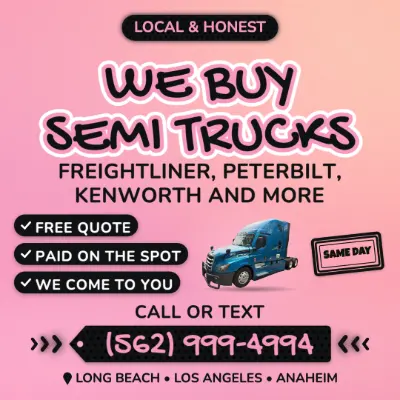 LOCAL & HONEST
WE BUY
SEMI TRUCKS
FREIGHTLINER, PETERBILT,
KENWORTH AND MORE
FREE QUOTE
PAID ON THE SPOT
WE COME TO YOU
SAME DAY
CALL OR TEXT
(562) 999-4994
LONG BEACH • LOS ANGELES • ANAHEIM